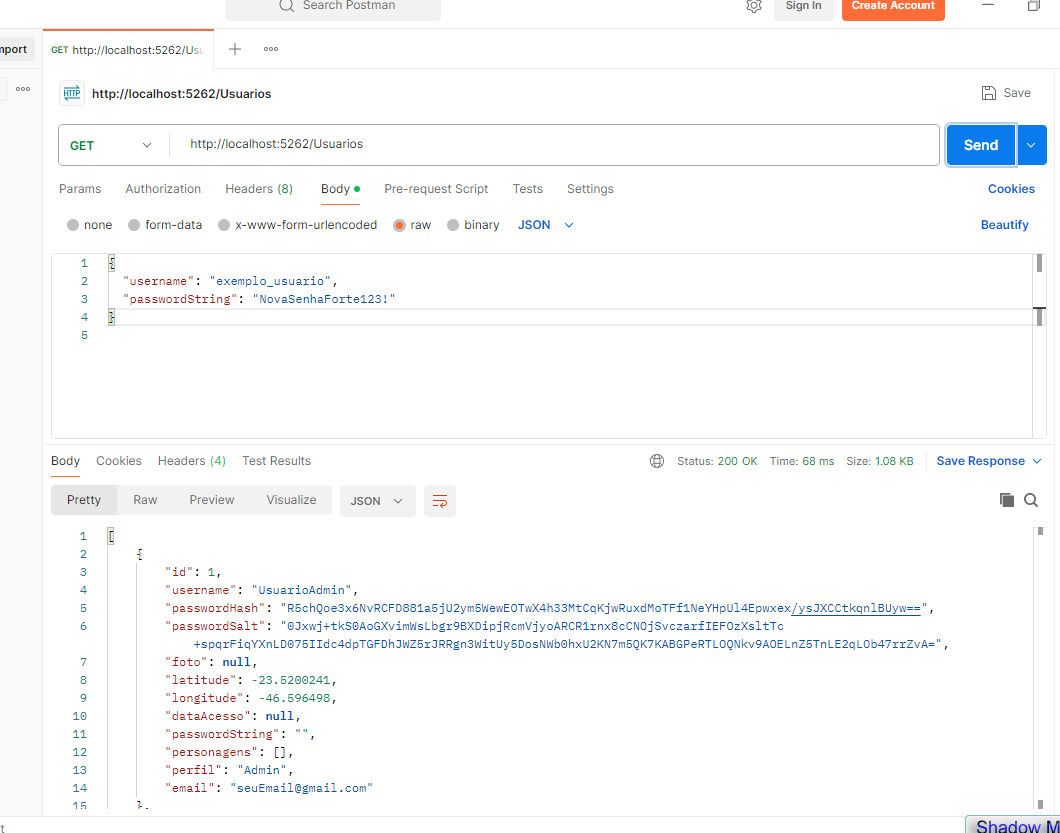 Search Postman
Sign In
Create Account
mport
GET http://localhost:5262/Usu
HTTP http://localhost:5262/Usuarios
Save
GET
http://localhost:5262/Usuarios
Send
Params Authorization Headers (8) Body Pre-request Script Tests Settings Cookies
none form-data x-www-form-urlencoded raw binary JSON Beautify
1 {
2 "username": "exemplo_usuario",
3 "passwordString": "NovaSenhaForte123!"
4 }
5
Body Cookies Headers (4) Test Results Status: 200 OK Time: 68 ms Size: 1.08 KB Save Response
Pretty Raw Preview Visualize JSON
1 [
2 {
3 "id": 1,
4 "username": "UsuarioAdmin",
5 "passwordHash": "R5chQoe3x6NvRCFD881a5jU2ym5WewEOTwX4h33MtCqKjwRuxdMoTFf1NeYHpUl4Epwxex/ysJXCCtkqnlBUyw==",
6 "passwordSalt": "0Jxwj+tkS0AoGXvimWsLbgr9BXDipjRcmVjyoARCR1rnx8cCNOjSvczarfIEFOzXsltTc
+spqrFiqYXnLD075IIdc4dpTGFDhJWZ5rJRRgn3WitUy5DosNWb0hxU2KN7m5QK7KABGPeRTLOQNkv9AOELnZ5TnLE2qLOb47rrZvA=",
7 "foto": null,
8 "latitude": -23.5200241,
9 "longitude": -46.596498,
10 "dataAcesso": null,
11 "passwordString": "",
12 "personagens": [],
13 "perfil": "Admin",
14 "email": "seuEmail@gmail.com"
15 },
t
Shadow M